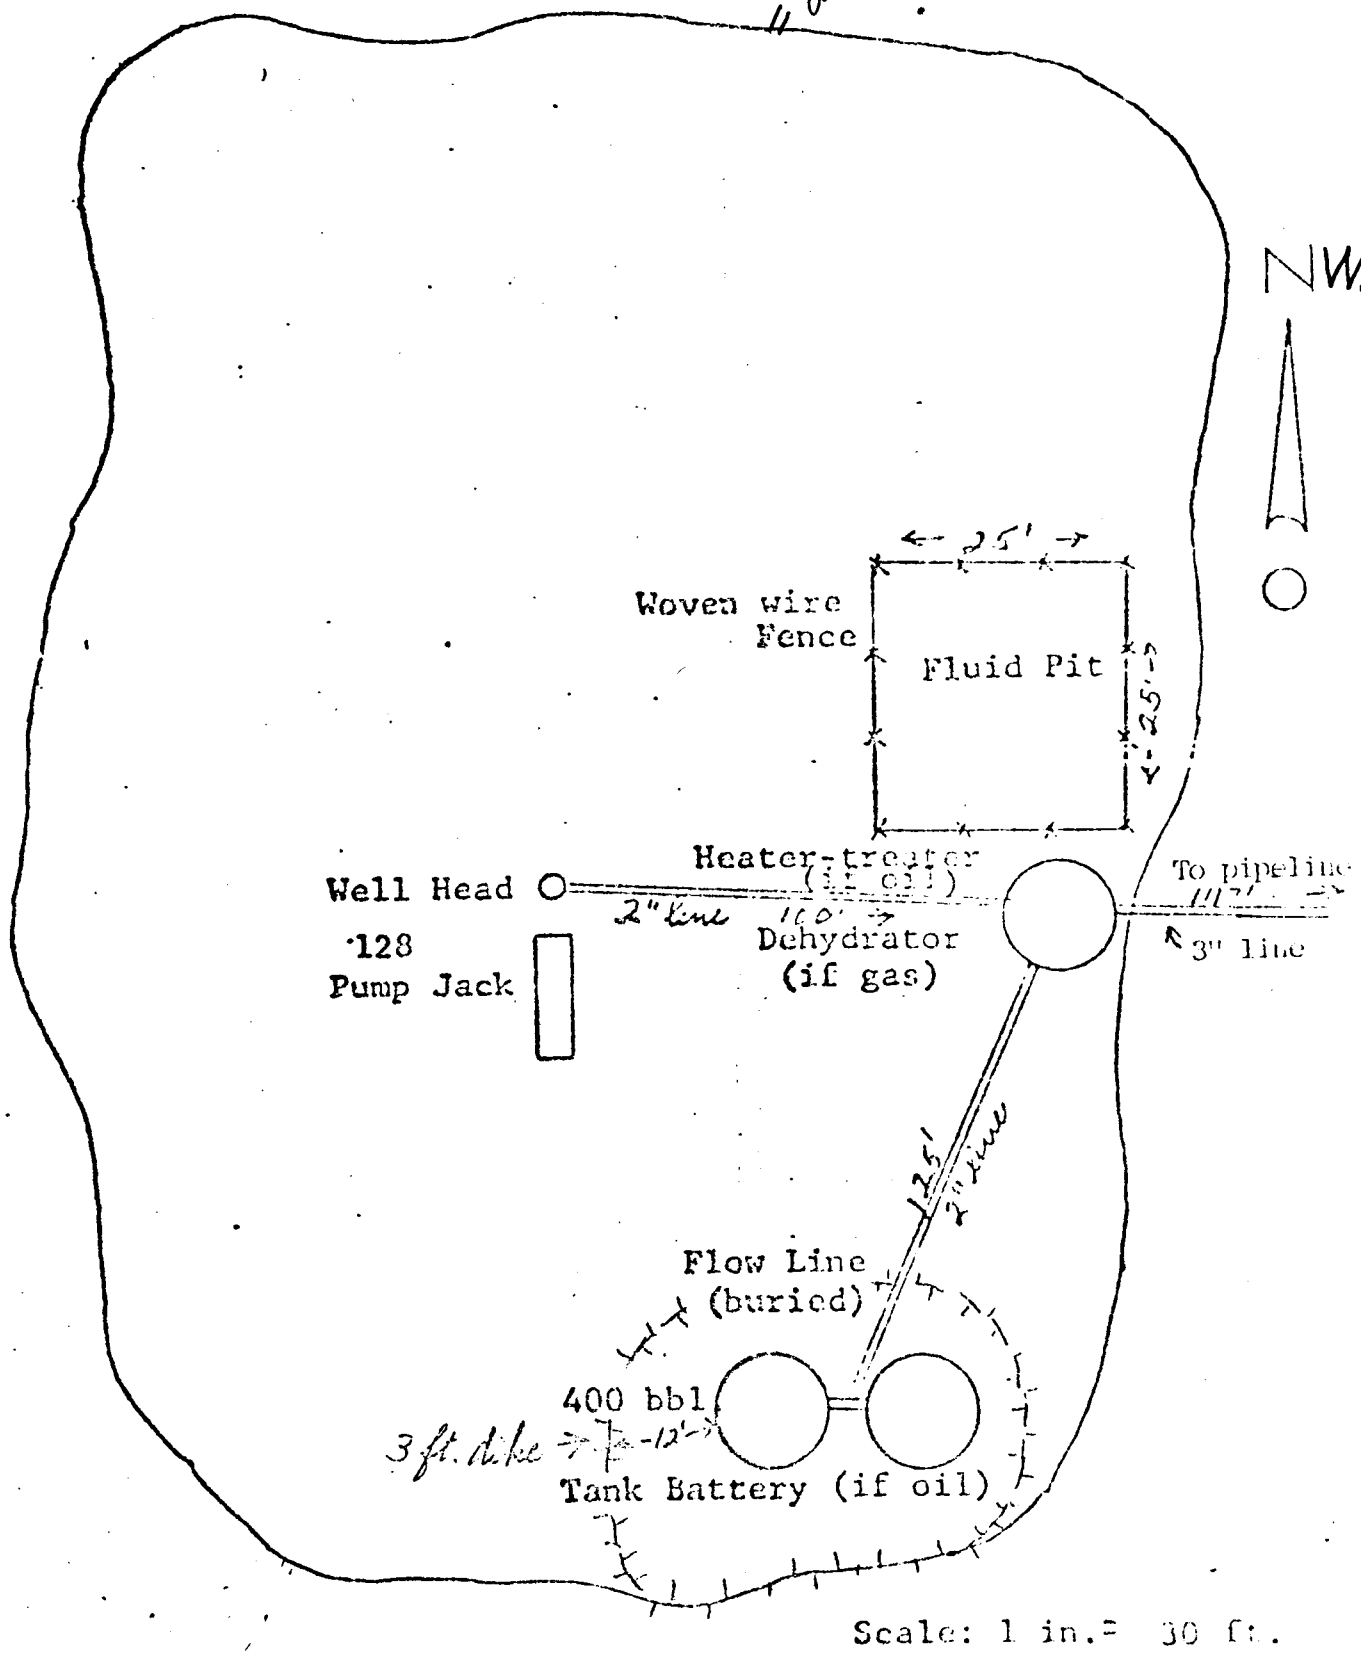 NW.
← 25' →
Woven wire
Fence
Fluid Pit
← 25' →
Heater-treater
(if oil)
To pipeline
Well Head
2" line
100' →
3" line
128
Dehydrator
Pump Jack
(if gas)
125'
2" line
Flow Line
(buried)
400 bbl
3 ft. dike → ←12'→
Tank Battery (if oil)
Scale: 1 in.= 30 ft.